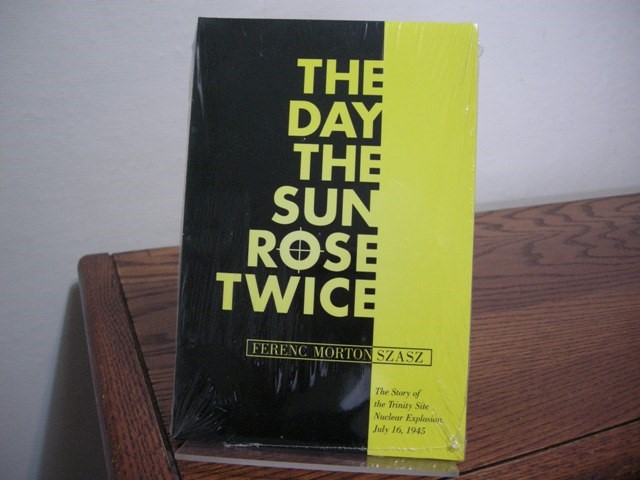 THE
DAY
THE
SUN
ROSE
TWICE
FERENC MORTON SZASZ
The Story of
the Trinity Site
Nuclear Explosion
July 16, 1945